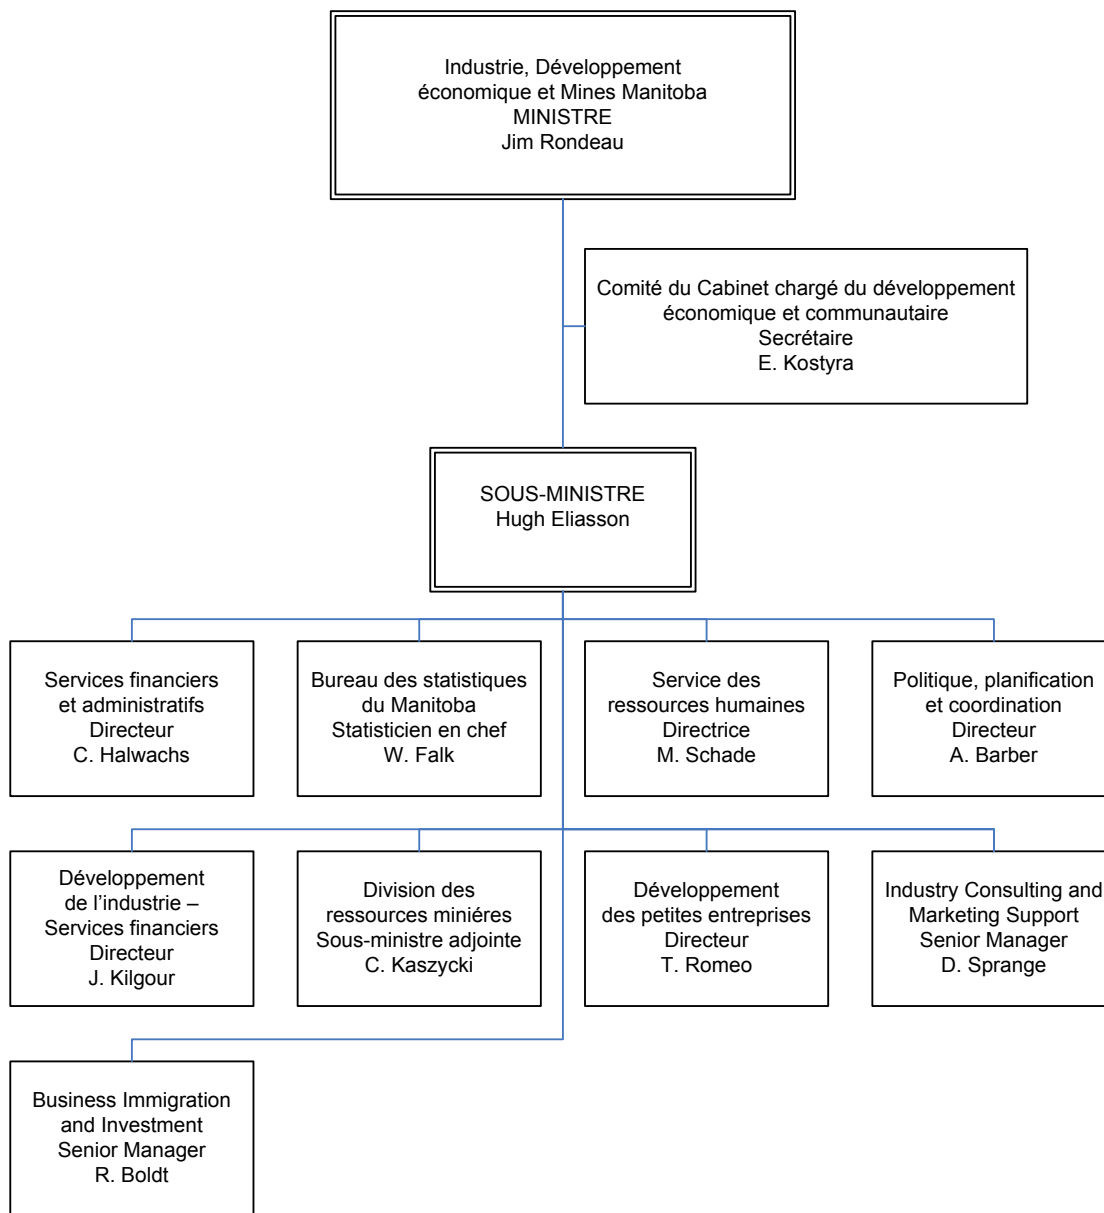 Industrie, Développement
économique et Mines Manitoba
MINISTRE
Jim Rondeau
Comité du Cabinet chargé du développement
économique et communautaire
Secrétaire
E. Kostyra
SOUS-MINISTRE
Hugh Eliasson
Services financiers
et administratifs
Directeur
C. Halwachs
Bureau des statistiques
du Manitoba
Statisticien en chef
W. Falk
Service des
ressources humaines
Directrice
M. Schade
Politique, planification
et coordination
Directeur
A. Barber
Développement
de l'industrie –
Services financiers
Directeur
J. Kilgour
Division des
ressources miniéres
Sous-ministre adjointe
C. Kaszycki
Développement
des petites entreprises
Directeur
T. Romeo
Industry Consulting and
Marketing Support
Senior Manager
D. Sprange
Business Immigration
and Investment
Senior Manager
R. Boldt